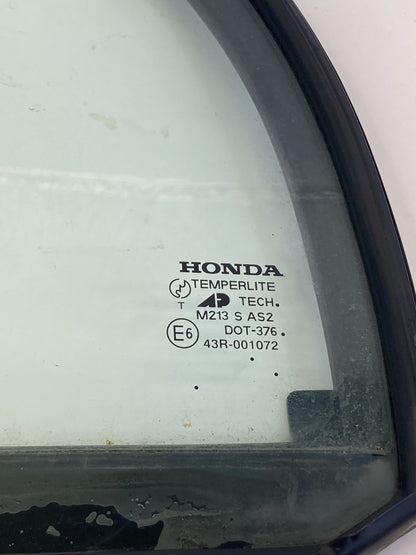 HONDA
TEMPERLITE
T AP TECH.
M213 S AS2
E6 DOT-376
43R-001072